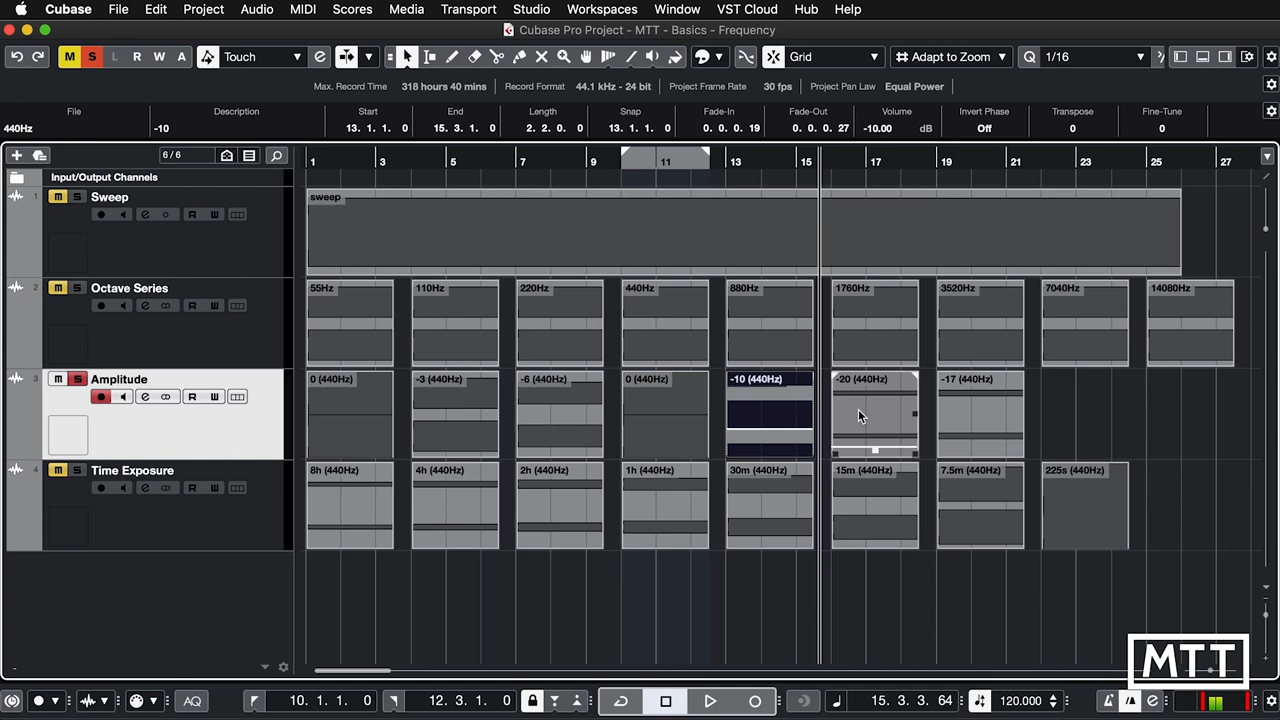 Cubase File Edit Project Audio MIDI Scores Media Transport Studio Workspaces Window VST Cloud Hub Help
Cubase Pro Project - MTT - Basics - Frequency
M S L R W A Touch Grid Adapt to Zoom Q 1/16
Max. Record Time 318 hours 40 mins Record Format 44.1 kHz - 24 bit Project Frame Rate 30 fps Project Pan Law Equal Power
File Description Start End Length Snap Fade-In Fade-Out Volume Invert Phase Transpose Fine-Tune
440Hz -10 13. 1. 1. 0 15. 3. 1. 0 2. 2. 0. 0 13. 1. 1. 0 0. 0. 0. 19 0. 0. 0. 27 -10.00 dB Off 0 0
6/6 1 3 5 7 9 11 13 15 17 19 21 23 25 27
Input/Output Channels
1 M S Sweep sweep
R W
2 M S Octave Series 55Hz 110Hz 220Hz 440Hz 880Hz 1760Hz 3520Hz 7040Hz 14080Hz
R W
3 M S Amplitude 0 (440Hz) -3 (440Hz) -6 (440Hz) 0 (440Hz) -10 (440Hz) -20 (440Hz) -17 (440Hz)
R W
4 M S Time Exposure 8h (440Hz) 4h (440Hz) 2h (440Hz) 1h (440Hz) 30m (440Hz) 15m (440Hz) 7.5m (440Hz) 225s (440Hz)
R W
MTT
AQ 10. 1. 1. 0 12. 3. 1. 0 15. 3. 3. 64 120.000